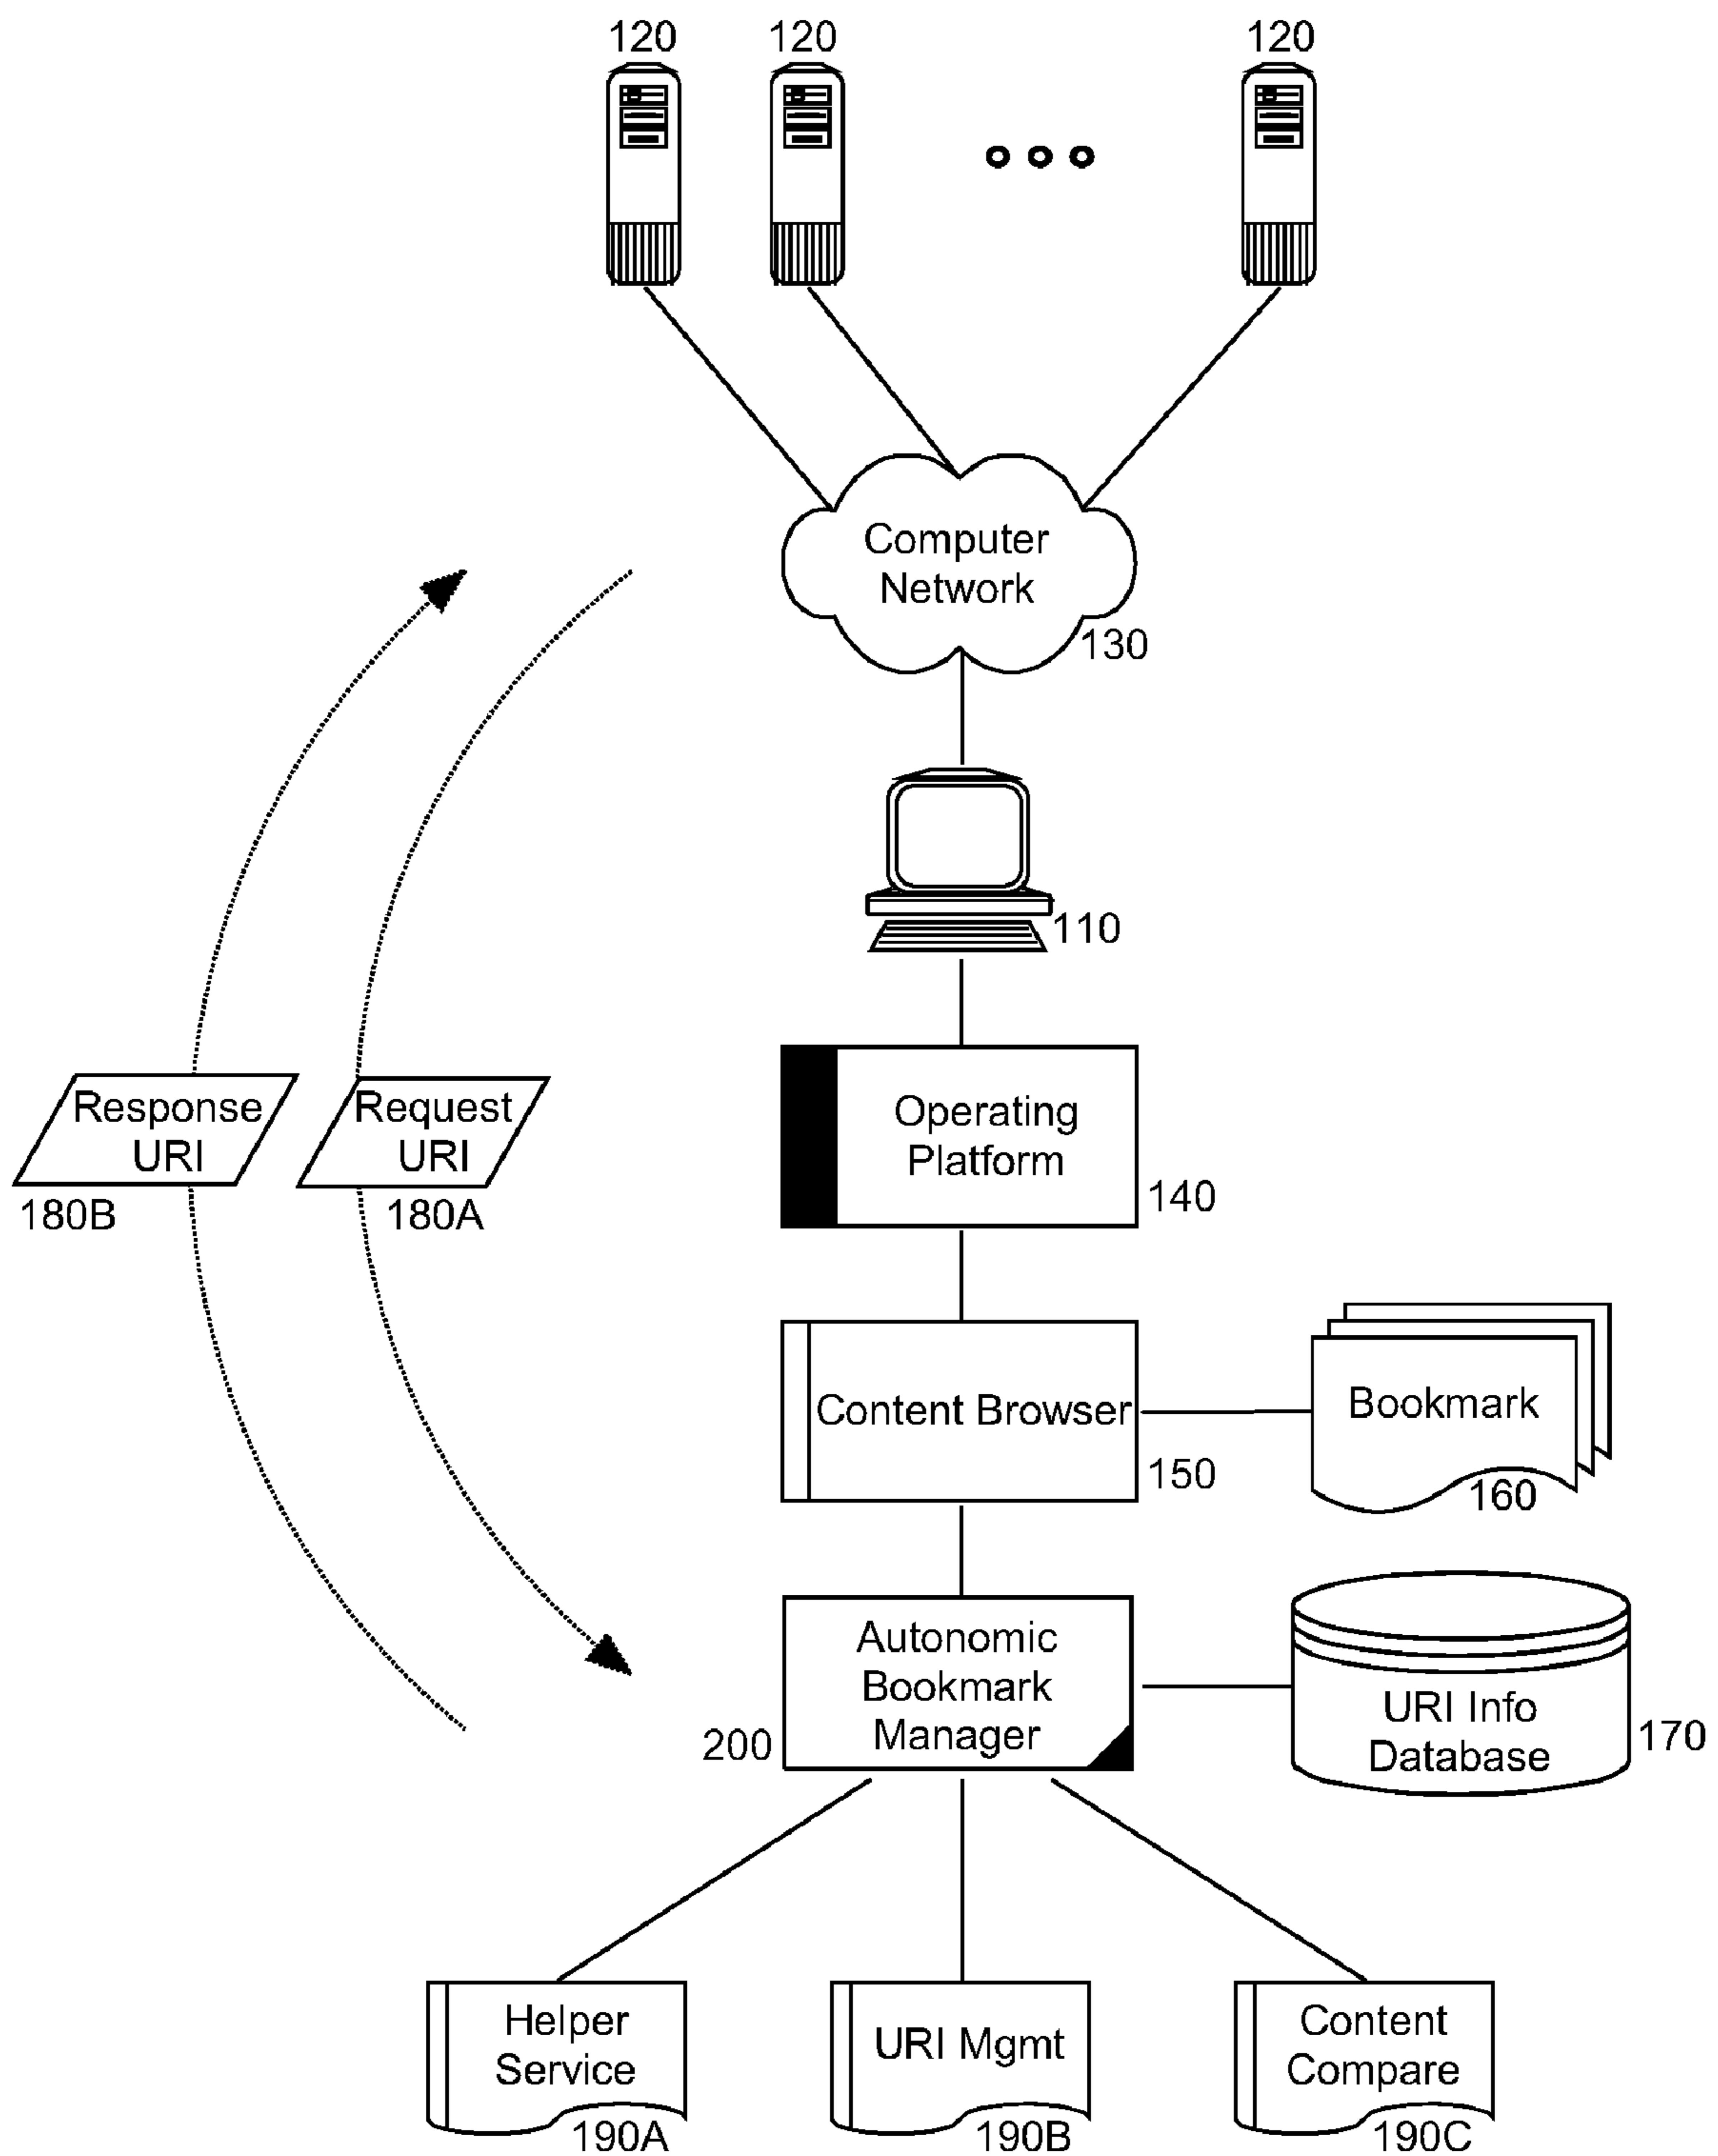 120
120
120
Computer
Network
130
110
Response
URI
180B
Request
URI
180A
Operating
Platform
140
Content Browser
150
Bookmark
160
Autonomic
Bookmark
Manager
200
URI Info
Database
170
Helper
Service
190A
URI Mgmt
190B
Content
Compare
190C